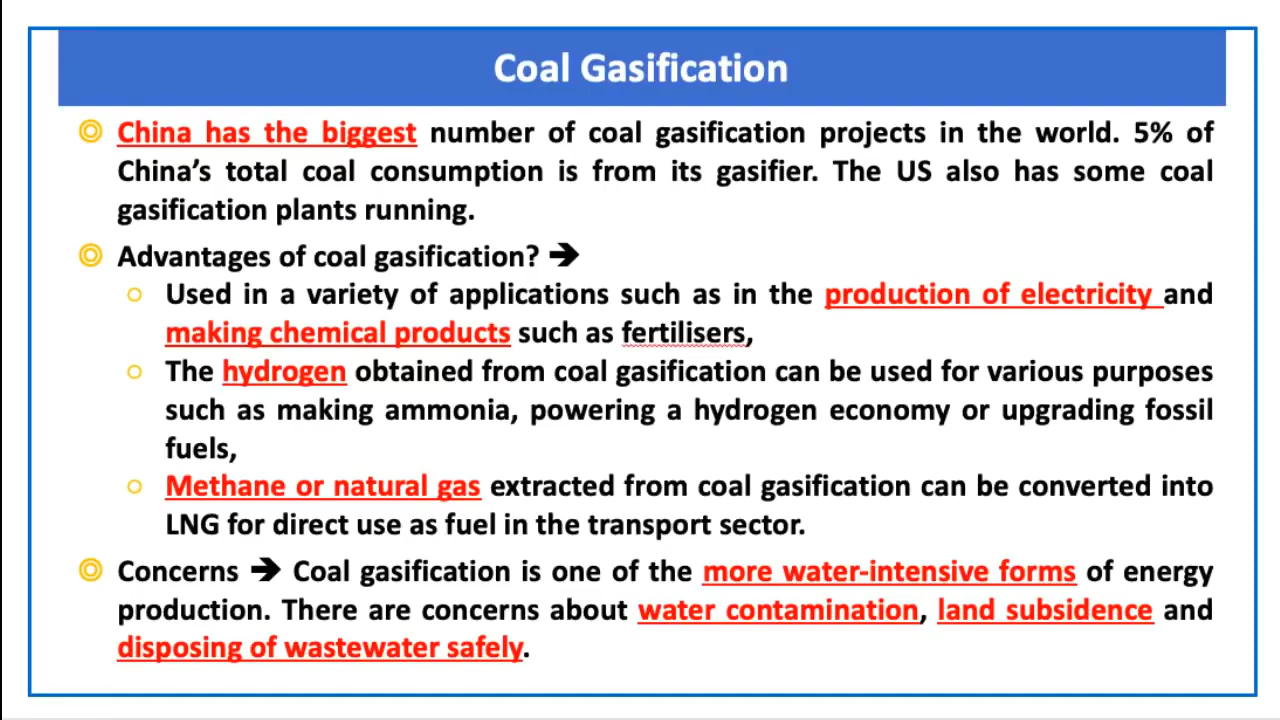 Coal Gasification
China has the biggest number of coal gasification projects in the world. 5% of
China's total coal consumption is from its gasifier. The US also has some coal
gasification plants running.
Advantages of coal gasification? ➔
Used in a variety of applications such as in the production of electricity and
making chemical products such as fertilisers,
The hydrogen obtained from coal gasification can be used for various purposes
such as making ammonia, powering a hydrogen economy or upgrading fossil
fuels,
Methane or natural gas extracted from coal gasification can be converted into
LNG for direct use as fuel in the transport sector.
Concerns ➔ Coal gasification is one of the more water-intensive forms of energy
production. There are concerns about water contamination, land subsidence and
disposing of wastewater safely.